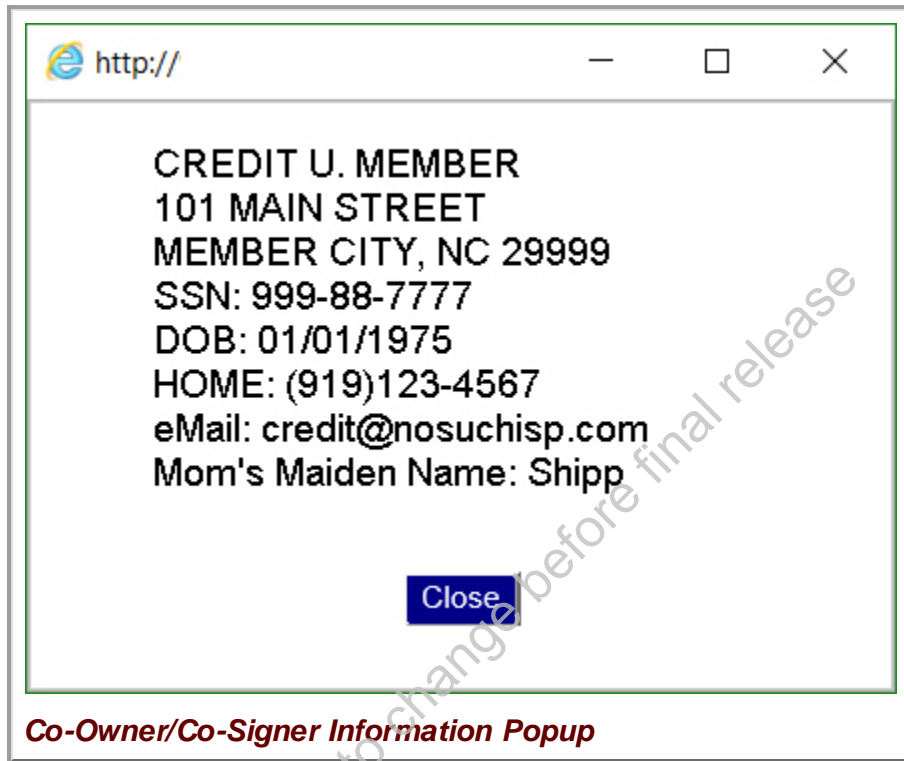 http://
CREDIT U. MEMBER
101 MAIN STREET
MEMBER CITY, NC 29999
SSN: 999-88-7777
DOB: 01/01/1975
HOME: (919)123-4567
eMail: credit@nosuchisp.com
Mom's Maiden Name: Shipp
Close
Co-Owner/Co-Signer Information Popup
to change before final release